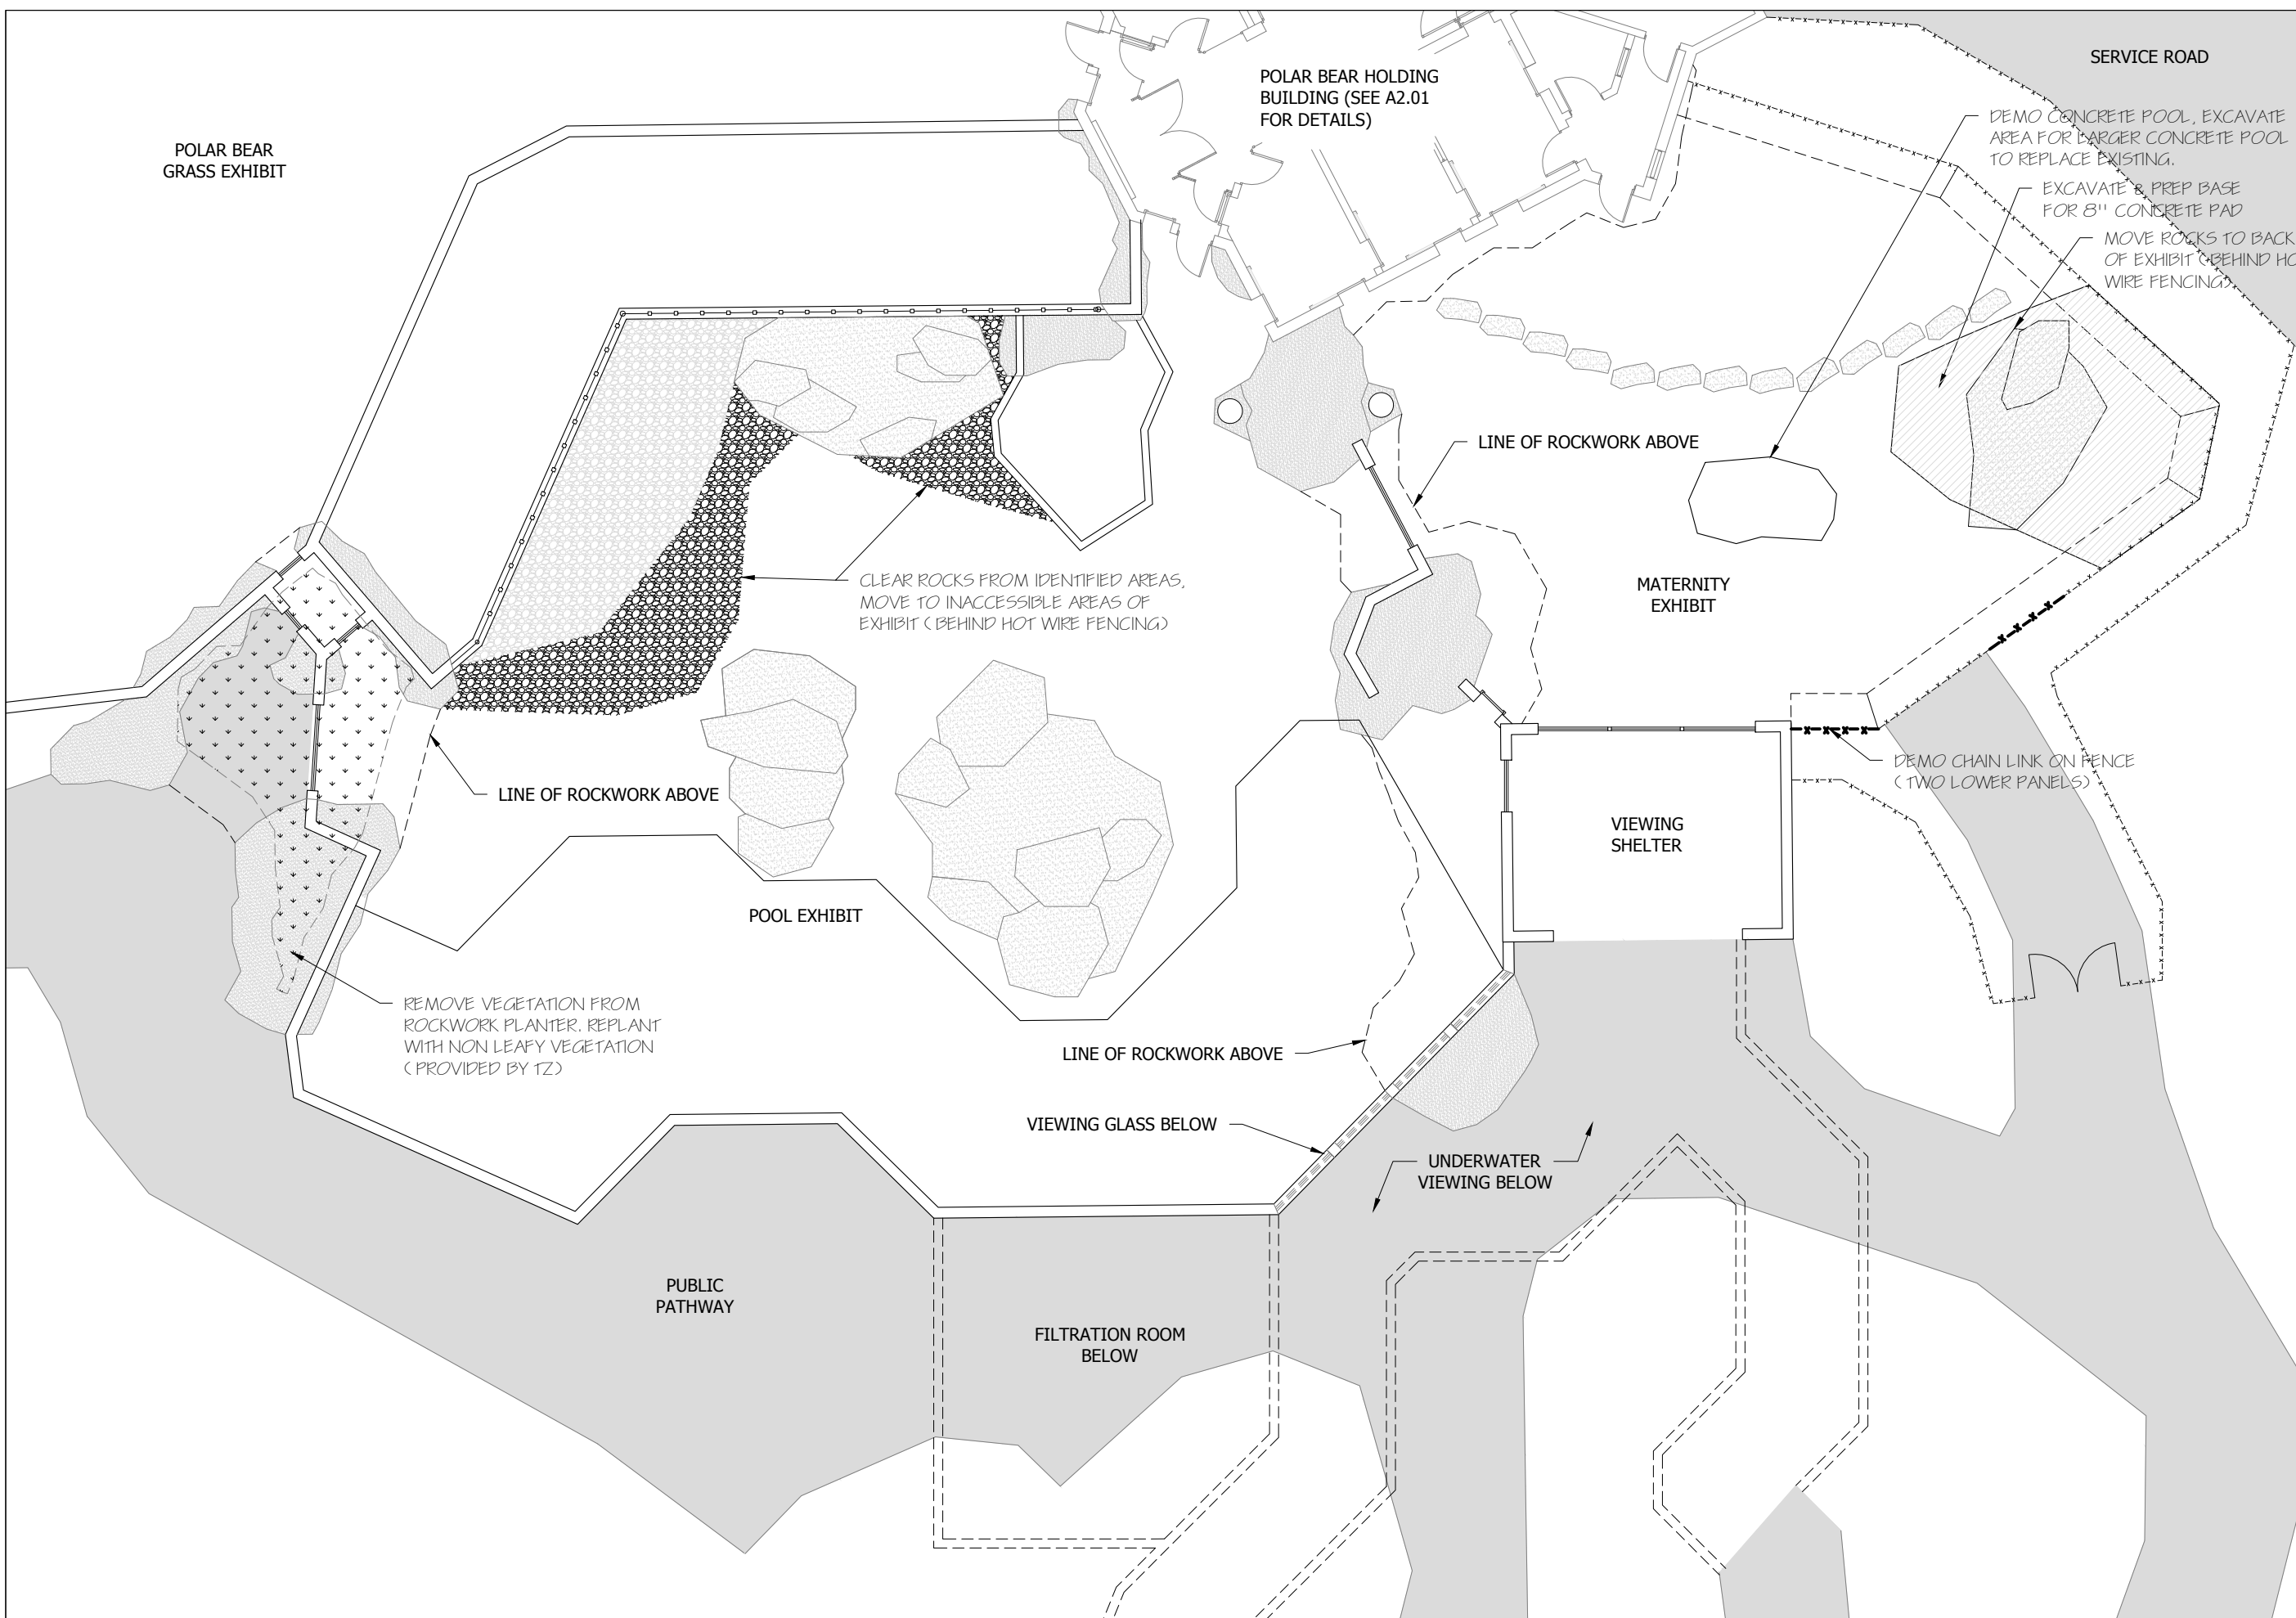 POLAR BEAR HOLDING
BUILDING (SEE A2.01
FOR DETAILS)
SERVICE ROAD
POLAR BEAR
GRASS EXHIBIT
DEMO CONCRETE POOL, EXCAVATE
AREA FOR LARGER CONCRETE POOL
TO REPLACE EXISTING.
EXCAVATE & PREP BASE
FOR 8" CONCRETE PAD
MOVE ROCKS TO BACK
OF EXHIBIT (BEHIND HO
WIRE FENCING)
LINE OF ROCKWORK ABOVE
CLEAR ROCKS FROM IDENTIFIED AREAS,
MOVE TO INACCESSIBLE AREAS OF
EXHIBIT (BEHIND HOT WIRE FENCING)
MATERNITY
EXHIBIT
DEMO CHAIN LINK ON FENCE
(TWO LOWER PANELS)
LINE OF ROCKWORK ABOVE
VIEWING
SHELTER
POOL EXHIBIT
REMOVE VEGETATION FROM
ROCKWORK PLANTER. REPLANT
WITH NON LEAFY VEGETATION
(PROVIDED BY TZ)
LINE OF ROCKWORK ABOVE
VIEWING GLASS BELOW
UNDERWATER
VIEWING BELOW
PUBLIC
PATHWAY
FILTRATION ROOM
BELOW